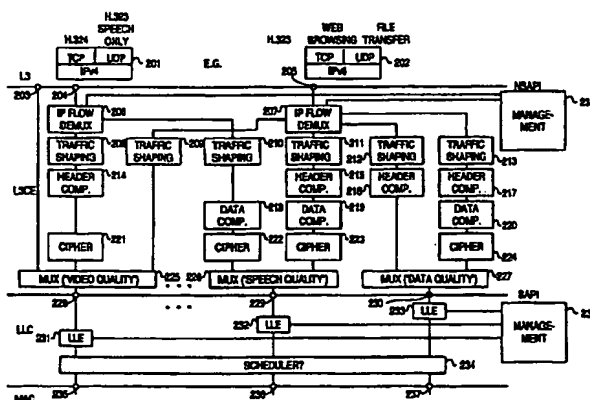 H.323
SPEECH
ONLY
H.324
TCP UDP
IPv4
201
E.G.
H.323
WEB
BROWSING
FILE
TRANSFER
TCP UDP
IPv4
202
L3
203
204
205
NSAPI
MANAGE-
MENT
IP FLOW
DEMUX
206
207
IP FLOW
DEMUX
TRAFFIC
SHAPING
208
TRAFFIC
SHAPING
209
TRAFFIC
SHAPING
210
TRAFFIC
SHAPING
211
212
TRAFFIC
SHAPING
TRAFFIC
SHAPING
213
L3CE
HEADER
COMP.
214
HEADER
COMP.
215
216
HEADER
COMP.
HEADER
COMP.
217
DATA
COMP.
218
DATA
COMP.
219
DATA
COMP.
220
CIPHER
221
CIPHER
222
CIPHER
223
CIPHER
224
MUX ('VIDEO QUALITY')
225
226
MUX ('SPEECH QUALITY')
MUX ('DATA QUALITY')
227
228
229
230
SAPI
LLC
231
LLE
232
LLE
233
LLE
MANAGE-
MENT
SCHEDULER?
234
235
236
237
MAC